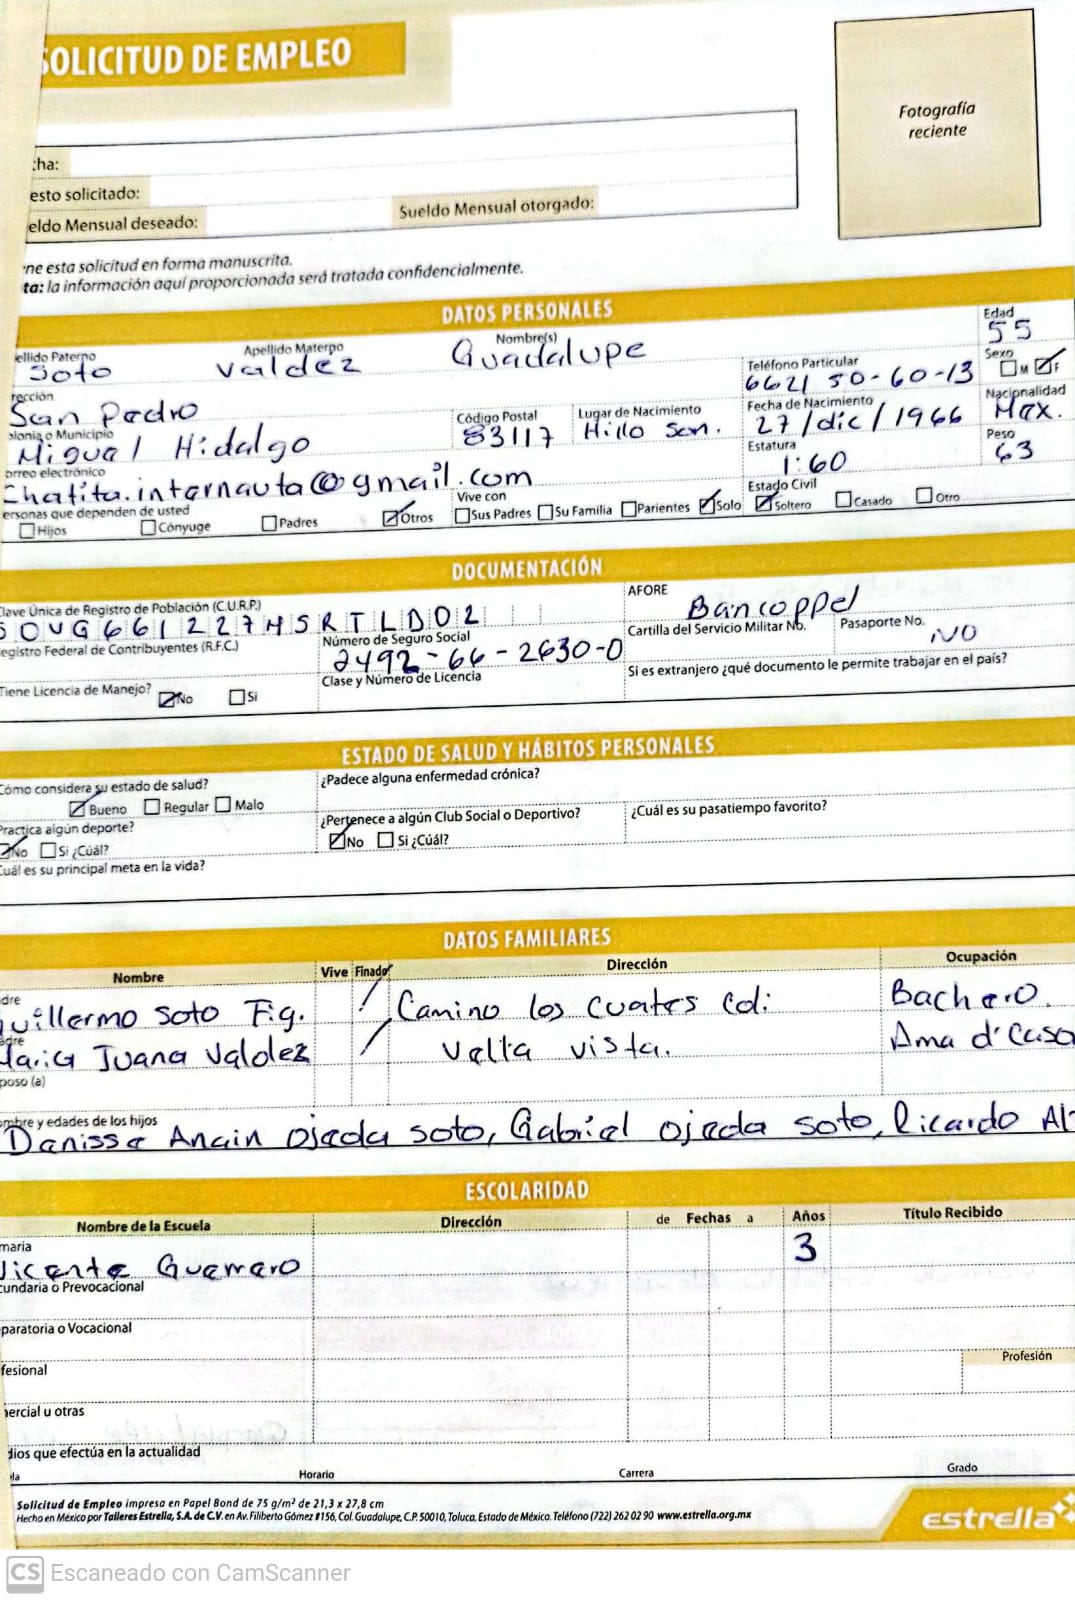 SOLICITUD DE EMPLEO
Fotografía
reciente
cha:
esto solicitado:
eldo Mensual deseado:
Sueldo Mensual otorgado:
ne esta solicitud en forma manuscrita.
ta: la información aquí proporcionada será tratada confidencialmente.
DATOS PERSONALES
ellido Paterno Apellido Materno Nombre(s) Edad
Soto Valdez Guadalupe 55
rección Teléfono Particular Sexo
San Pedro 6621 50-60-13 M F
olonia o Municipio Código Postal Lugar de Nacimiento Fecha de Nacimiento Nacionalidad
Miguel Hidalgo 83117 Hillo son. 27/dic/1966 Mex.
orreo electrónico Estatura Peso
Chatita.internauta@gmail.com 1:60 63
ersonas que dependen de usted Vive con Estado Civil
Hijos Cónyuge Padres Otros Sus Padres Su Familia Parientes Solo Soltero Casado Otro
DOCUMENTACIÓN
Clave Única de Registro de Población (C.U.R.P.) AFORE
SOVG661227MSRTLD02 Bancoppel
egistro Federal de Contribuyentes (R.F.C.) Número de Seguro Social Cartilla del Servicio Militar No. Pasaporte No.
2492-66-2630-0 NO
Tiene Licencia de Manejo? Clase y Número de Licencia Si es extranjero ¿qué documento le permite trabajar en el país?
No Si
ESTADO DE SALUD Y HÁBITOS PERSONALES
Cómo considera su estado de salud? ¿Padece alguna enfermedad crónica?
Bueno Regular Malo
Practica algún deporte? ¿Pertenece a algún Club Social o Deportivo? ¿Cuál es su pasatiempo favorito?
No Si ¿Cúal? No Si ¿Cúal?
Cuál es su principal meta en la vida?
DATOS FAMILIARES
Nombre Vive Finado Dirección Ocupación
dre
Guillermo Soto Fig. / Camino los Cuates Col: Bachero.
adre
Maria Juana Valdez / Vella vista. Ama d' Casa
poso (a)
ombre y edades de los hijos
Danissa Anain Ojeda Soto, Gabriel Ojeda Soto, Ricardo Al
ESCOLARIDAD
Nombre de la Escuela Dirección de Fechas a Años Título Recibido
maria
Vicente Guerrero 3
cundaria o Prevocacional
paratoria o Vocacional
fesional Profesión
ercial u otras
dios que efectúa en la actualidad
la Horario Carrera Grado
Solicitud de Empleo impresa en Papel Bond de 75 g/m² de 21,3 x 27,8 cm
Hecho en México por Talleres Estrella, S.A. de C.V. en Av. Filiberto Gómez #156, Col. Guadalupe, C.P. 50010, Toluca, Estado de México. Teléfono (722) 262 02 90 www.estrella.org.mx
estrella
CS Escaneado con CamScanner